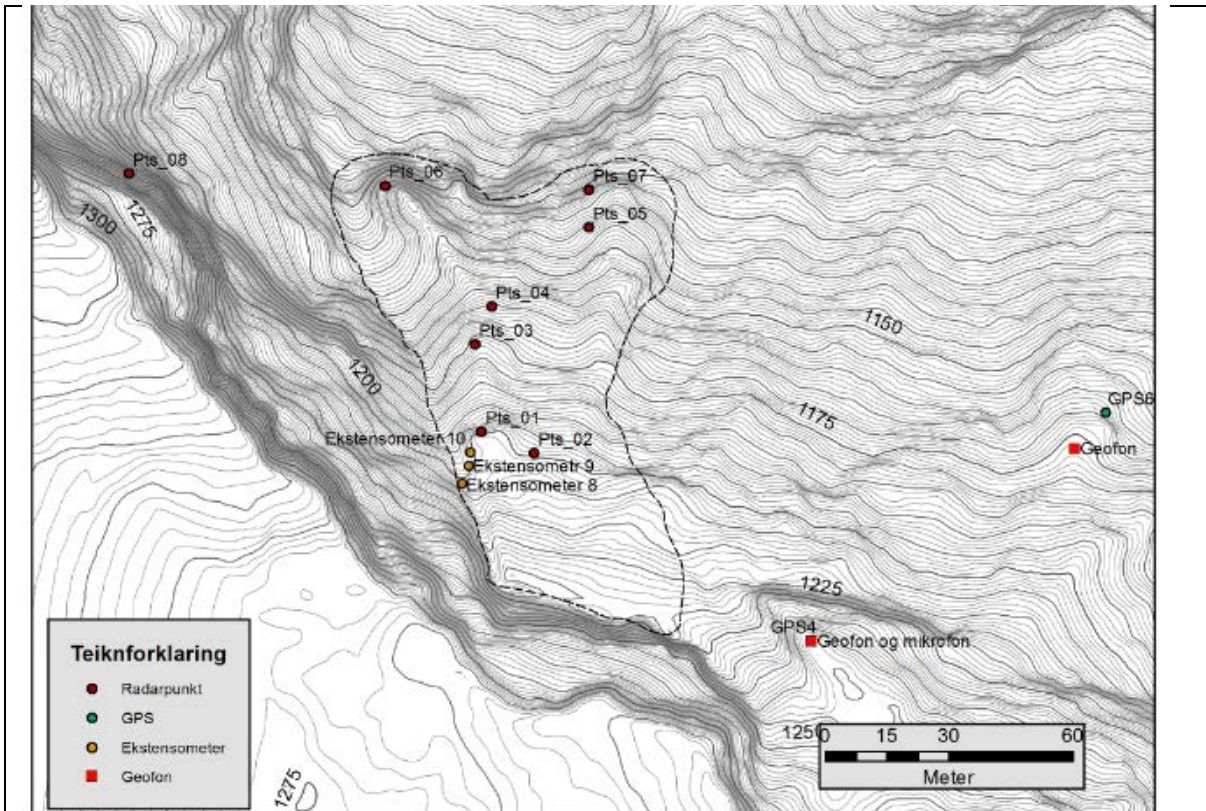 Pts_08
Pts_06
Pts_07
1300
1275
Pts_05
Pts_04
1150
Pts_03
1200
GPS6
Pts_01
1175
Ekstensometer 10
Pts_02
Geofon
Ekstensometr 9
Ekstensometer 8
1225
GPS4
Geofon og mikrofon
Teiknforklaring
Radarpunkt
GPS
Ekstensometer
Geofon
1250
0 15 30 60
Meter
1275